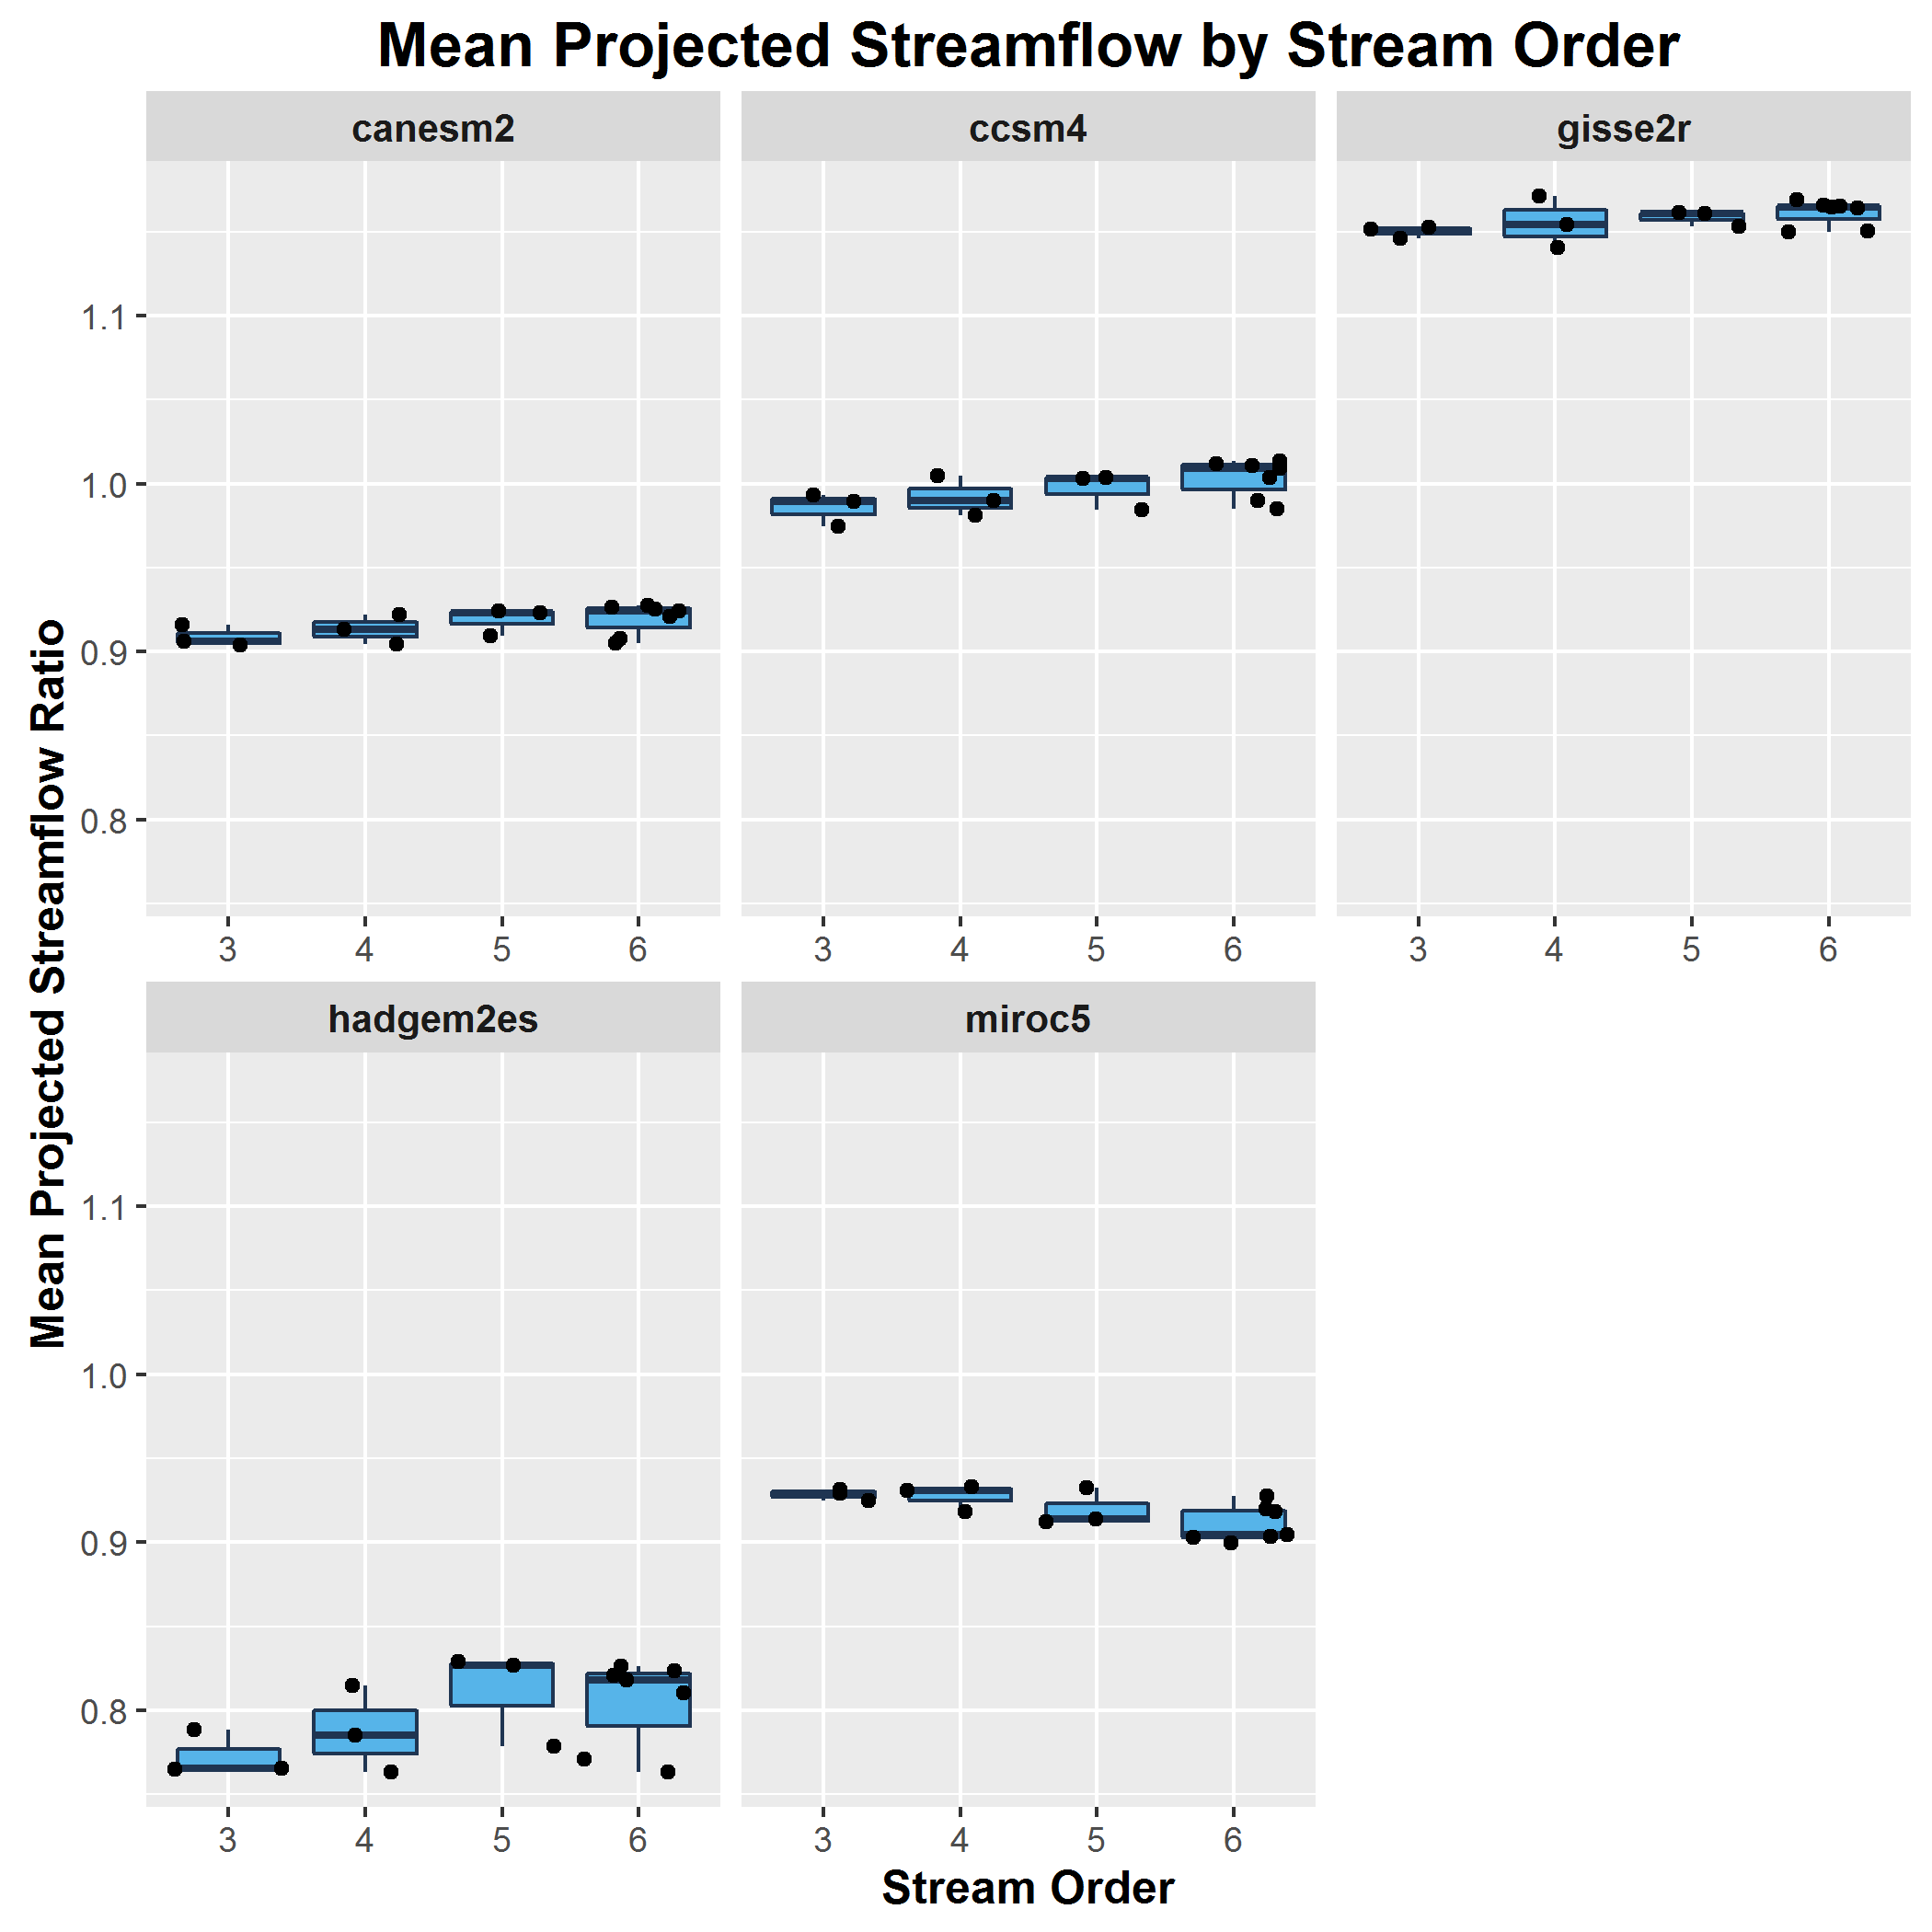 Mean Projected Streamflow by Stream Order
canesm2 ccsm4 gisse2r
1.1
1.0
0.9
0.8
3 4 5 6 3 4 5 6 3 4 5 6
Mean Projected Streamflow Ratio
hadgem2es miroc5
1.1
1.0
0.9
0.8
3 4 5 6 3 4 5 6
Stream Order